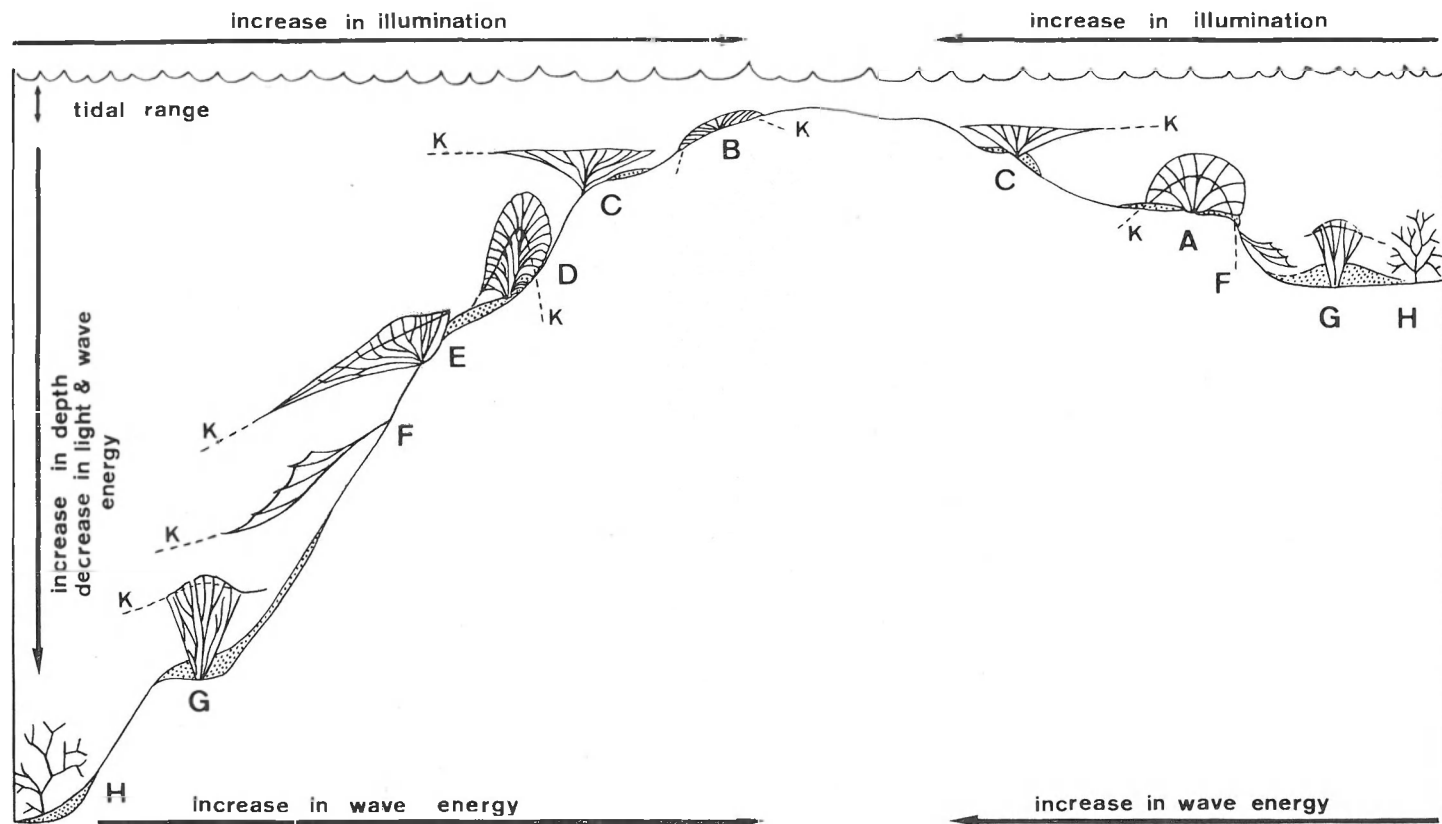 increase in illumination
increase in illumination
tidal range
K
K
B
K
C
K
C
K
A
D
K
F
G
H
E
K
F
K
K
G
H
increase in depth
decrease in light & wave
energy
increase in wave energy
increase in wave energy